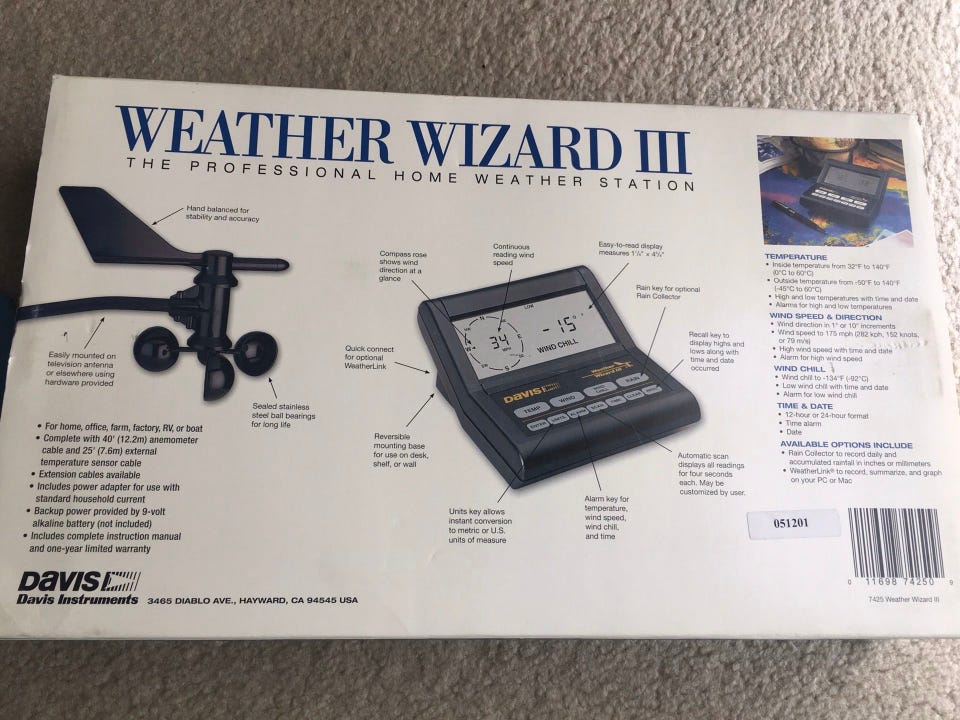 WEATHER WIZARD III
THE PROFESSIONAL HOME WEATHER STATION
Hand balanced for
stability and accuracy
Easily mounted on
television antenna
or elsewhere using
hardware provided
Sealed stainless
steel ball bearings
for long life
• For home, office, farm, factory, RV, or boat
• Complete with 40' (12.2m) anemometer
cable and 25' (7.6m) external
temperature sensor cable
• Extension cables available
• Includes power adapter for use with
standard household current
• Backup power provided by 9-volt
alkaline battery (not included)
• Includes complete instruction manual
and one-year limited warranty
DAVIS
Davis Instruments 3465 DIABLO AVE., HAYWARD, CA 94545 USA
Compass rose
shows wind
direction at a
glance
Continuous
reading wind
speed
Easy-to-read display
Rain key for optional
Rain Collector
Recall key to
display highs and
lows along with
time and date
occurred
Quick connect
for optional
WeatherLink
Reversible
mounting base
for use on desk,
shelf, or wall
LOW
N
34
-15°
WIND CHILL
DAVIS
Weather
Wizard III
TEMP
WIND
WIND
CHILL
RAIN
ENTER
UNITS
ALARM
SCAN
TIME
CLEAR
Units key allows
instant conversion
to metric or U.S.
units of measure
Alarm key for
temperature,
wind speed,
wind chill,
and time
Automatic scan
displays all readings
for four seconds
each. May be
customized by user.
TEMPERATURE
• Inside temperature from 32°F to 140°F
(0°C to 60°C)
• Outside temperature from -50°F to 140°F
(-45°C to 60°C)
• High and low temperatures with time and date
• Alarms for high and low temperatures
WIND SPEED & DIRECTION
• Wind direction in 1° or 10° increments
• Wind speed to 175 mph (282 kph, 152 knots,
or 79 m/s)
• High wind speed with time and date
• Alarm for high wind speed
WIND CHILL
• Wind chill to -134°F (-92°C)
• Low wind chill with time and date
• Alarm for low wind chill
TIME & DATE
• 12-hour or 24-hour format
• Time alarm
• Date
AVAILABLE OPTIONS INCLUDE
• Rain Collector to record daily and
accumulated rainfall in inches or millimeters
• WeatherLink® to record, summarize, and graph
on your PC or Mac
051201
0 11698 74250 9
7425 Weather Wizard III